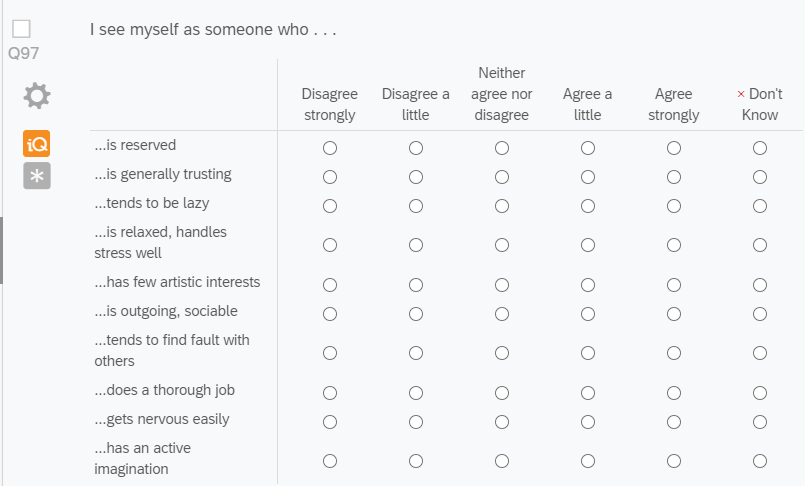 I see myself as someone who . . .
Q97
Disagree strongly
Disagree a little
Neither agree nor disagree
Agree a little
Agree strongly
× Don't Know
iQ
*
...is reserved
...is generally trusting
...tends to be lazy
...is relaxed, handles
stress well
...has few artistic interests
...is outgoing, sociable
...tends to find fault with
others
...does a thorough job
...gets nervous easily
...has an active
imagination